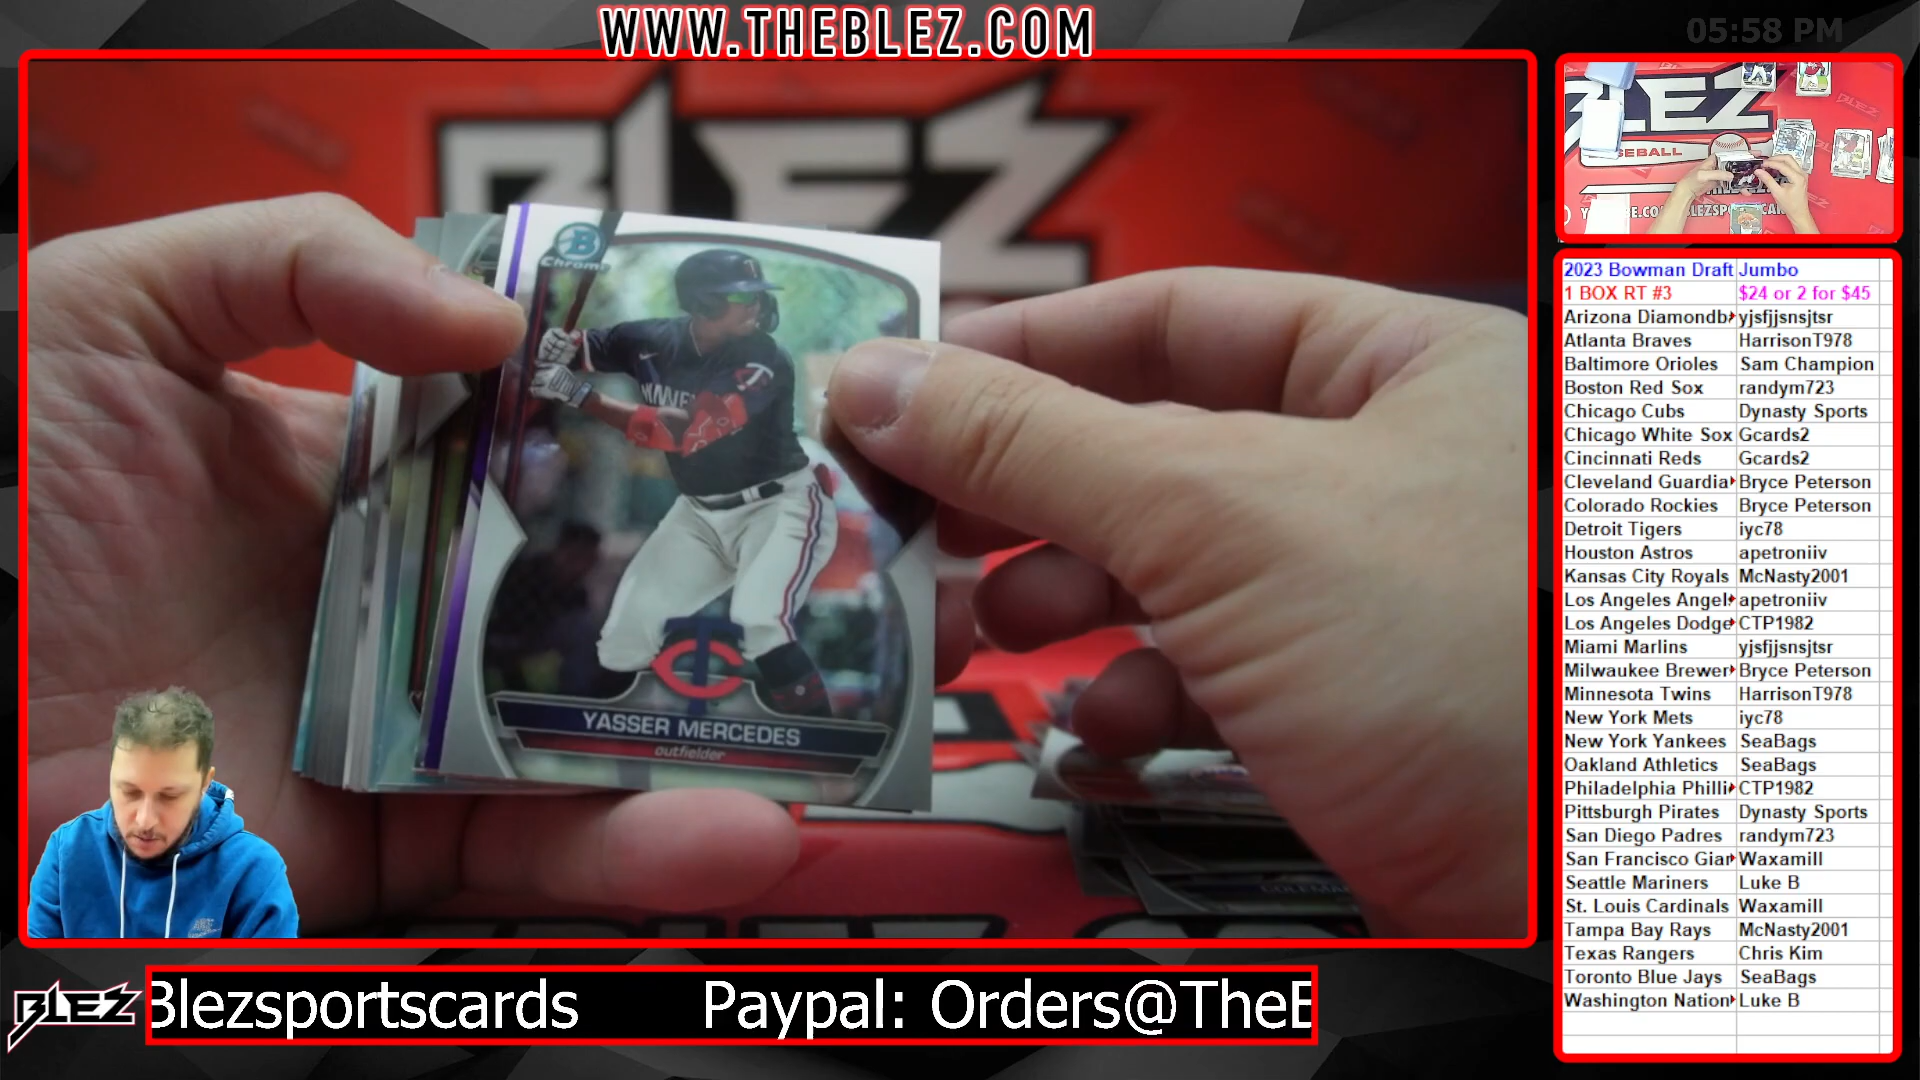 WWW.THEBLEZ.COM
05:58 PM
BLEZ
B
Chrome
YASSER MERCEDES
outfielder
BLEZ
2023 Bowman Draft Jumbo
1 BOX RT #3 $24 or 2 for $45
Arizona Diamondb yjsfjjsnsjtsr
Atlanta Braves HarrisonT978
Baltimore Orioles Sam Champion
Boston Red Sox randym723
Chicago Cubs Dynasty Sports
Chicago White Sox Gcards2
Cincinnati Reds Gcards2
Cleveland Guardia Bryce Peterson
Colorado Rockies Bryce Peterson
Detroit Tigers iyc78
Houston Astros apetroniiv
Kansas City Royals McNasty2001
Los Angeles Angel apetroniiv
Los Angeles Dodge CTP1982
Miami Marlins yjsfjjsnsjtsr
Milwaukee Brewer Bryce Peterson
Minnesota Twins HarrisonT978
New York Mets iyc78
New York Yankees SeaBags
Oakland Athletics SeaBags
Philadelphia Philli CTP1982
Pittsburgh Pirates Dynasty Sports
San Diego Padres randym723
San Francisco Gian Waxamill
Seattle Mariners Luke B
St. Louis Cardinals Waxamill
Tampa Bay Rays McNasty2001
Texas Rangers Chris Kim
Toronto Blue Jays SeaBags
Washington Nation Luke B
BLEZ
Blezsportscards Paypal: Orders@TheB